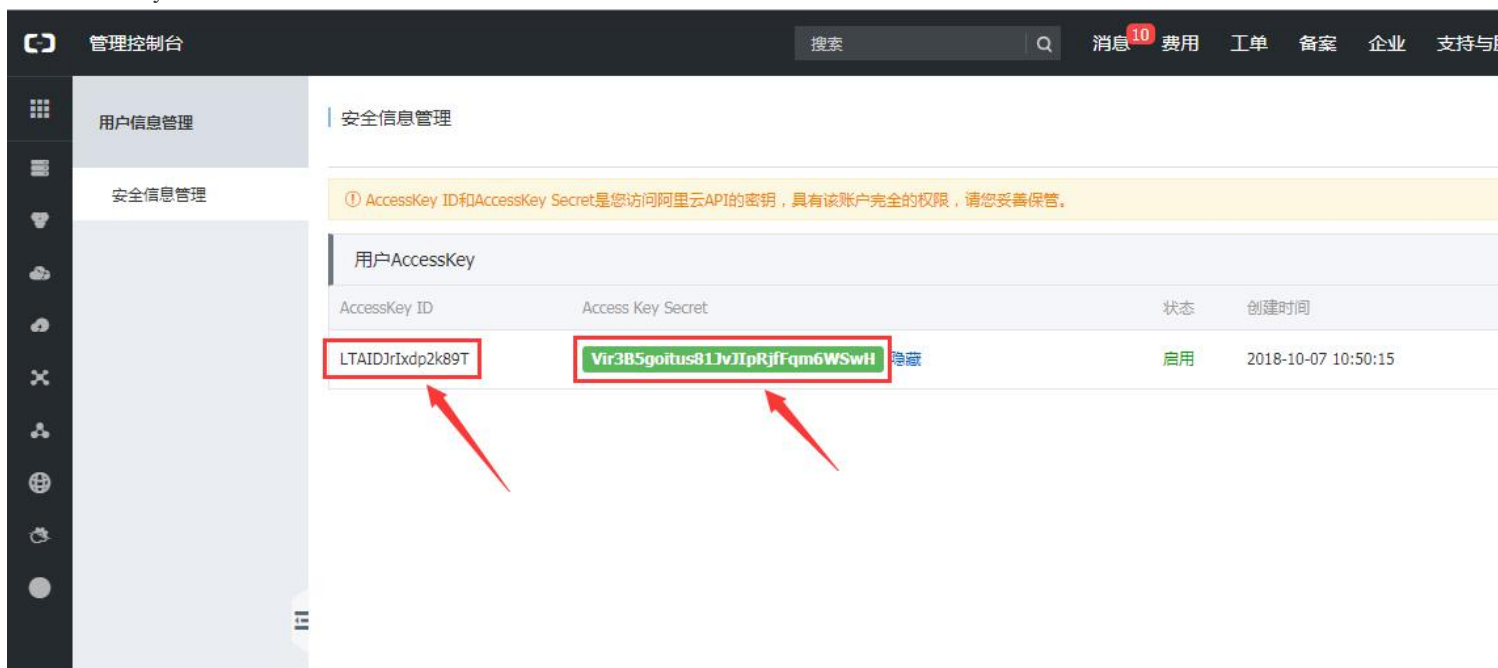 管理控制台 搜索 消息 10 费用 工单 备案 企业 支持与
用户信息管理
安全信息管理
安全信息管理
AccessKey ID和AccessKey Secret是您访问阿里云API的密钥，具有该账户完全的权限，请您妥善保管。
用户AccessKey
AccessKey ID Access Key Secret 状态 创建时间
LTAIDJrIxdp2k89T Vir3B5goitus81JvJIpRjfFqm6WSwH 隐藏 启用 2018-10-07 10:50:15